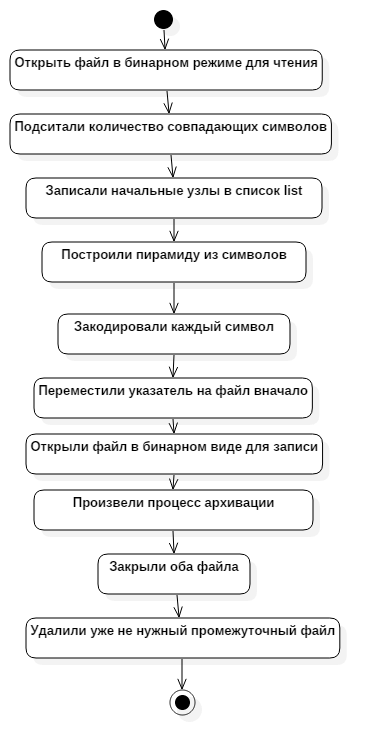 Открыть файл в бинарном режиме для чтения
Подситали количество совпадающих символов
Записали начальные узлы в список list
Построили пирамиду из символов
Закодировали каждый символ
Переместили указатель на файл вначало
Открыли файл в бинарном виде для записи
Произвели процесс архивации
Закрыли оба файла
Удалили уже не нужный промежуточный файл